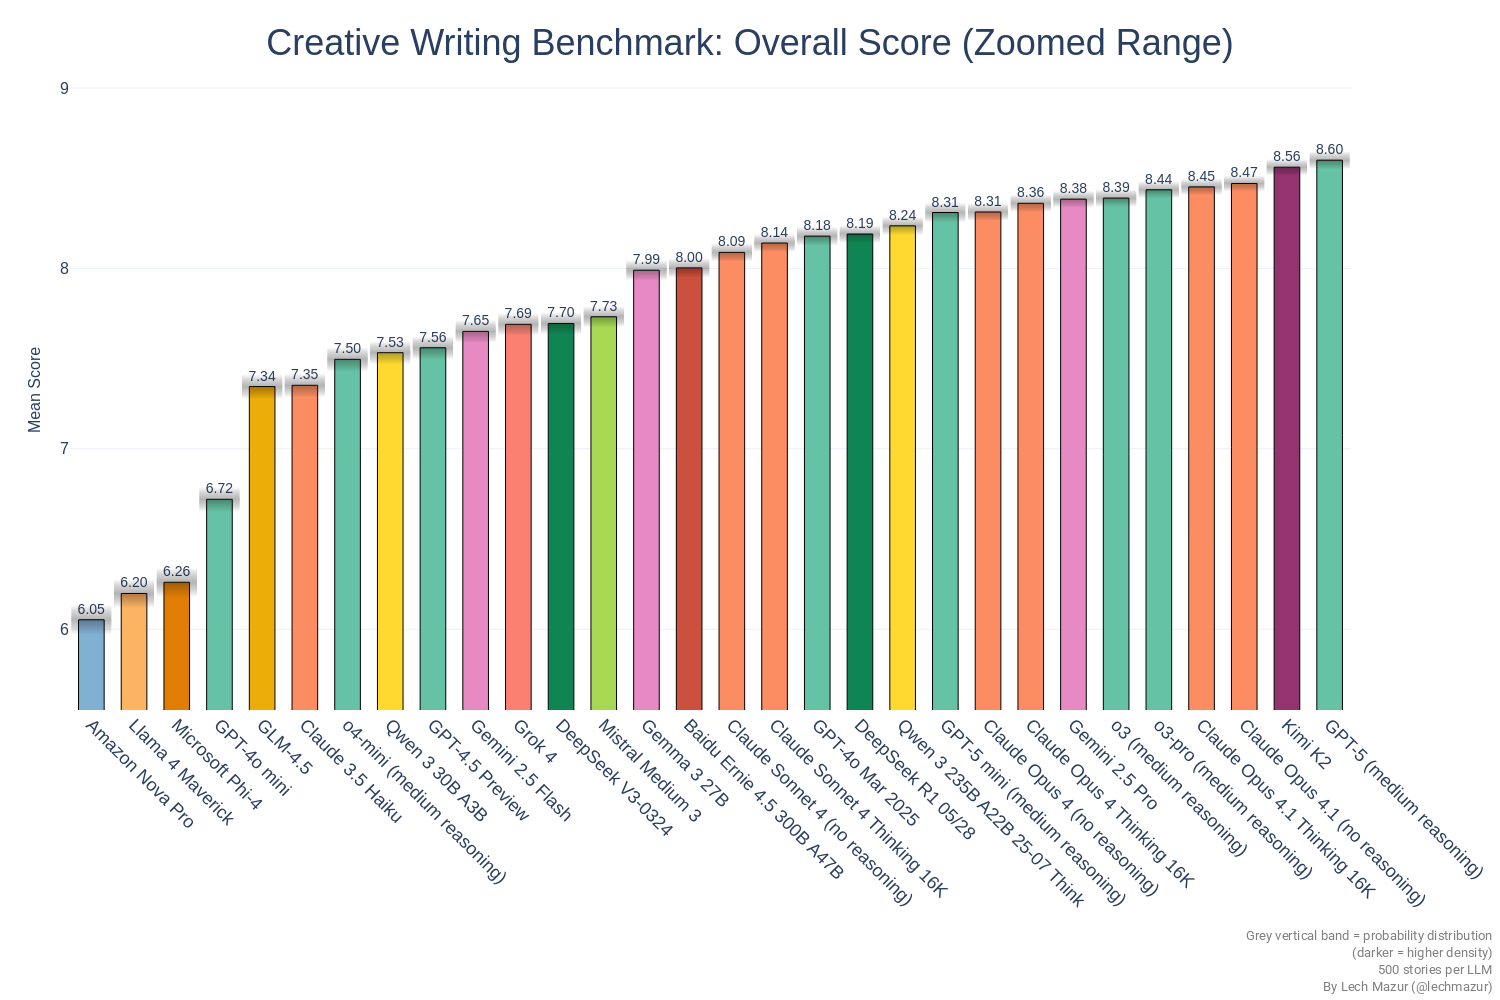 Creative Writing Benchmark: Overall Score (Zoomed Range)
Mean Score
9
8
7
6
6.05
6.20
6.26
6.72
7.34
7.35
7.50
7.53
7.56
7.65
7.69
7.70
7.73
7.99
8.00
8.09
8.14
8.18
8.19
8.24
8.31
8.31
8.36
8.38
8.39
8.44
8.45
8.47
8.56
8.60
Amazon Nova Pro
Llama 4 Maverick
Microsoft Phi-4
GPT-4o mini
GLM-4.5
Claude 3.5 Haiku
o4-mini (medium reasoning)
Qwen 3 30B A3B
GPT-4.5 Preview
Gemini 2.5 Flash
Grok 4
DeepSeek V3-0324
Mistral Medium 3
Gemma 3 27B
Baidu Ernie 4.5 300B A47B
Claude Sonnet 4 (no reasoning)
Claude Sonnet 4 Thinking 16K
GPT-4o Mar 2025
DeepSeek R1 05/28
Qwen 3 235B A22B 25-07 Think
GPT-5 mini (medium reasoning)
Claude Opus 4 (no reasoning)
Claude Opus 4 Thinking 16K
Gemini 2.5 Pro
o3 (medium reasoning)
o3-pro (medium reasoning)
Claude Opus 4.1 Thinking 16K
Claude Opus 4.1 (no reasoning)
Kimi K2
GPT-5 (medium reasoning)
Grey vertical band = probability distribution
(darker = higher density)
500 stories per LLM
By Lech Mazur (@lechmazur)